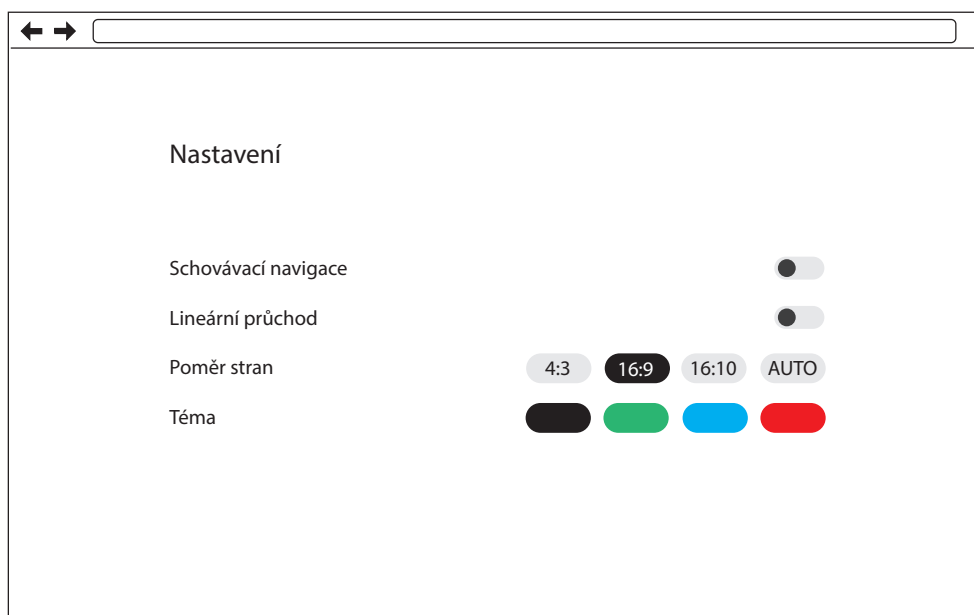 Nastavení
Schovávací navigace
Lineární průchod
Poměr stran 4:3 16:9 16:10 AUTO
Téma